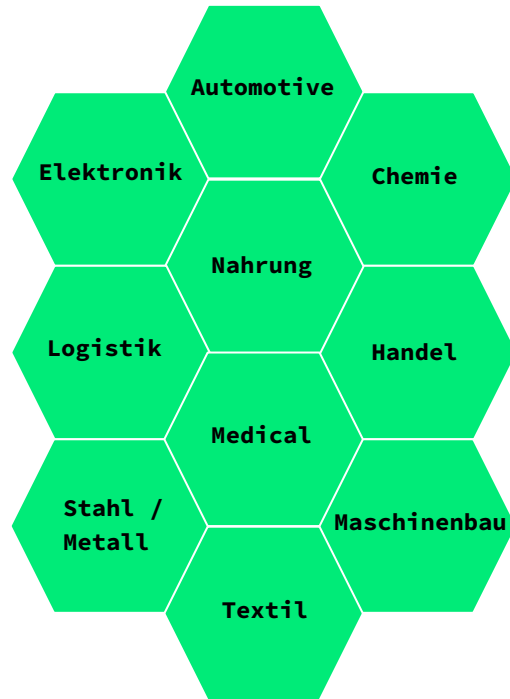 Automotive
Elektronik
Chemie
Nahrung
Logistik
Handel
Medical
Stahl /
Metall
Maschinenbau
Textil